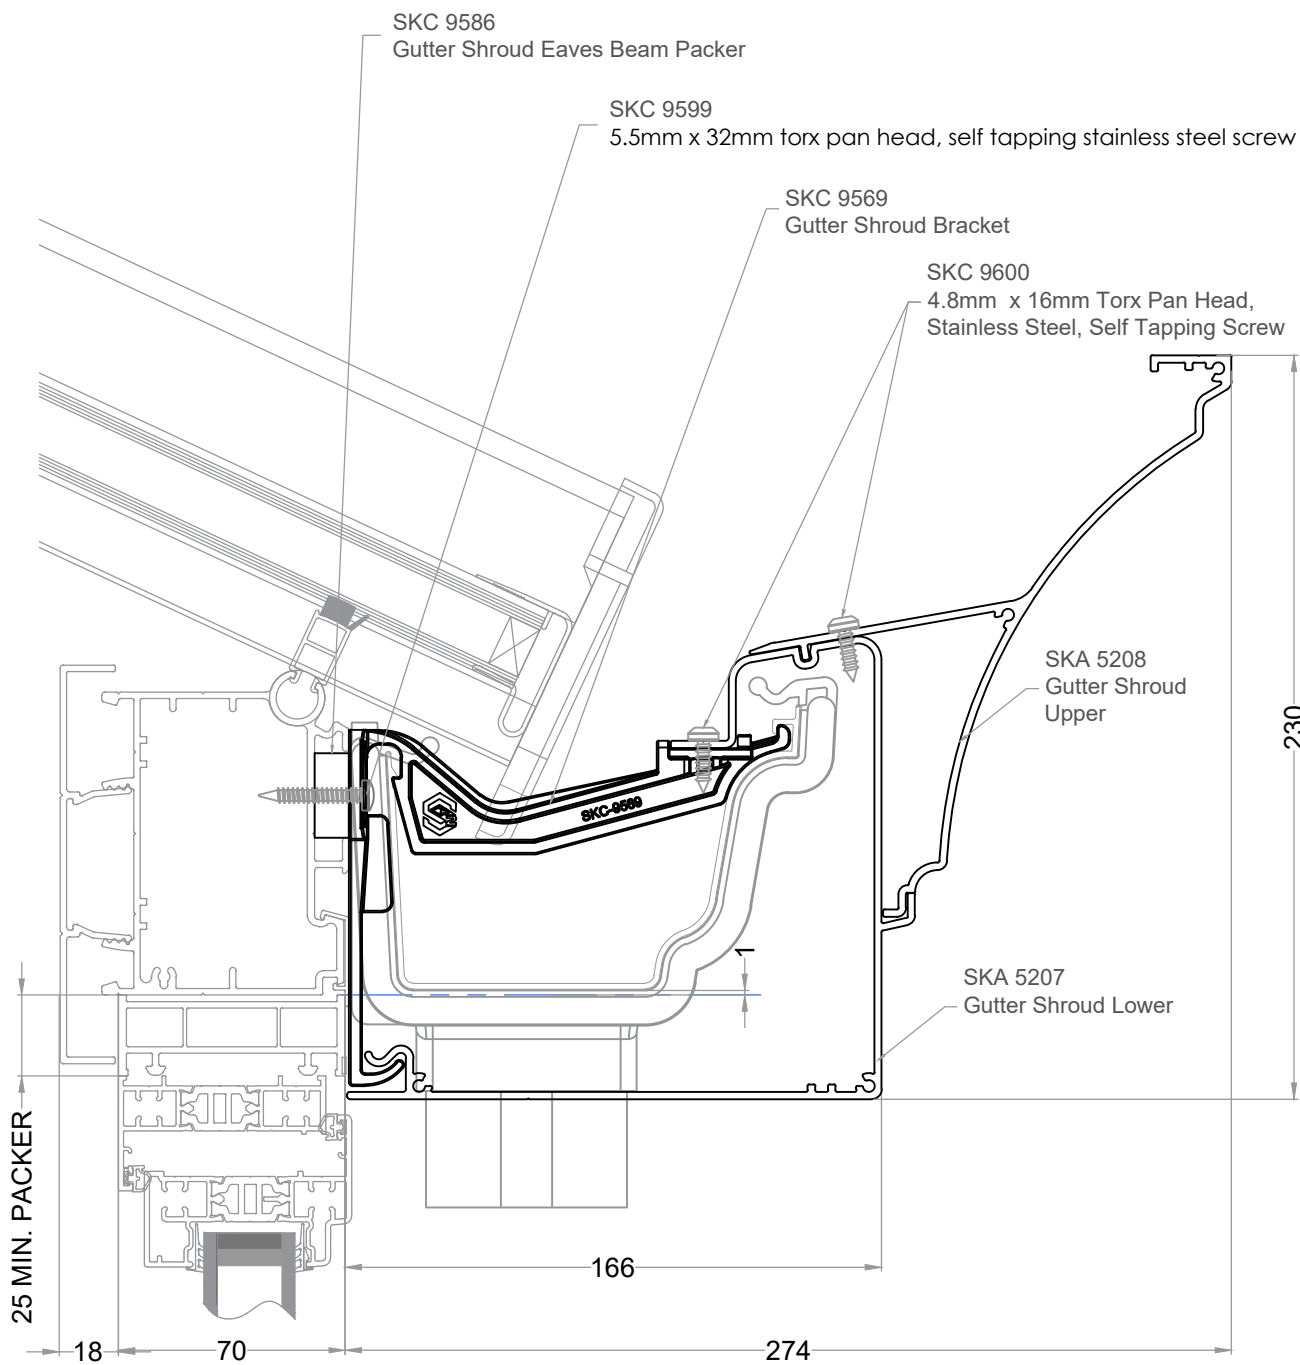 SKC 9586
Gutter Shroud Eaves Beam Packer
SKC 9599
5.5mm x 32mm torx pan head, self tapping stainless steel screw
SKC 9569
Gutter Shroud Bracket
SKC 9600
4.8mm  x 16mm Torx Pan Head,
Stainless Steel, Self Tapping Screw
SKA 5208
Gutter Shroud
Upper
230
SKC-9569
1
SKA 5207
Gutter Shroud Lower
25 MIN. PACKER
166
18
70
274